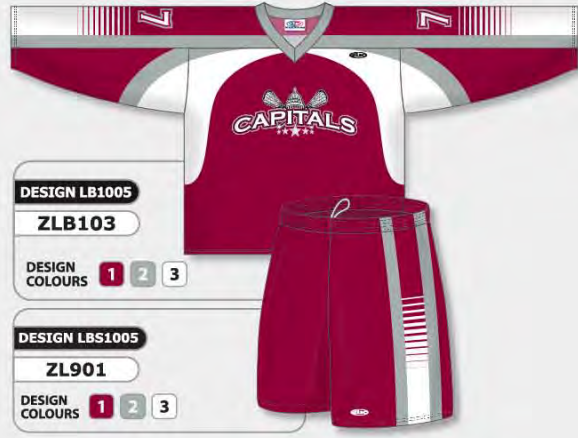 7 7
CAPITALS
DESIGN LB1005
ZLB103
DESIGN
COLOURS 1 2 3
DESIGN LBS1005
ZL901
DESIGN
COLOURS 1 2 3